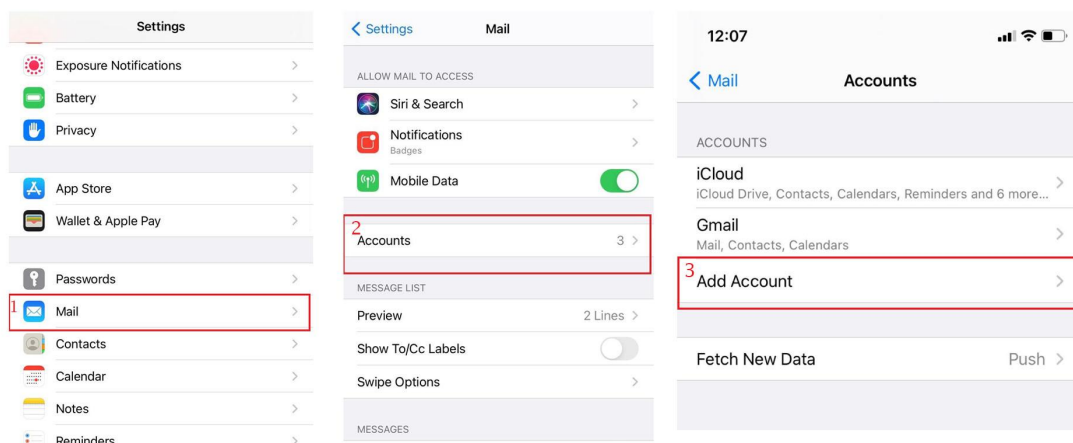 Settings
Exposure Notifications
Battery
Privacy
App Store
Wallet & Apple Pay
Passwords
1
Mail
Contacts
Calendar
Notes
Reminders
Settings
Mail
ALLOW MAIL TO ACCESS
Siri & Search
Notifications
Badges
Mobile Data
2
Accounts 3
MESSAGE LIST
Preview 2 Lines
Show To/Cc Labels
Swipe Options
MESSAGES
12:07
Mail
Accounts
ACCOUNTS
iCloud
iCloud Drive, Contacts, Calendars, Reminders and 6 more...
Gmail
Mail, Contacts, Calendars
3
Add Account
Fetch New Data Push